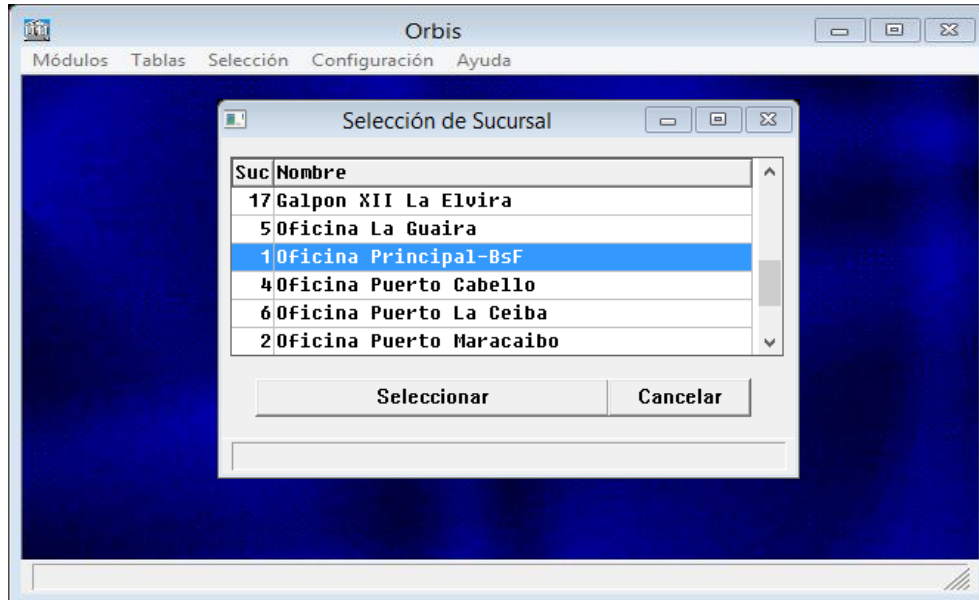 Orbis
Módulos Tablas Selección Configuración Ayuda
Selección de Sucursal
Suc Nombre
17 Galpon XII La Elvira
5 Oficina La Guaira
1 Oficina Principal-BsF
4 Oficina Puerto Cabello
6 Oficina Puerto La Ceiba
2 Oficina Puerto Maracaibo
Seleccionar Cancelar